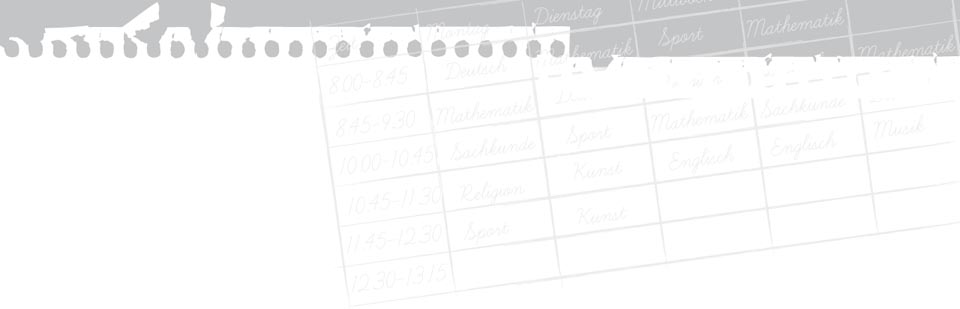 Montag Dienstag Mittwoch
8.00-8.45 Deutsch Mathematik Sport Mathematik
8.45-9.30 Mathematik Mathematik
10.00-10.45 Sachkunde Sport Mathematik Sachkunde
10.45-11.30 Religion Kunst Englisch Englisch Musik
11.45-12.30 Sport Kunst
12.30-13.15